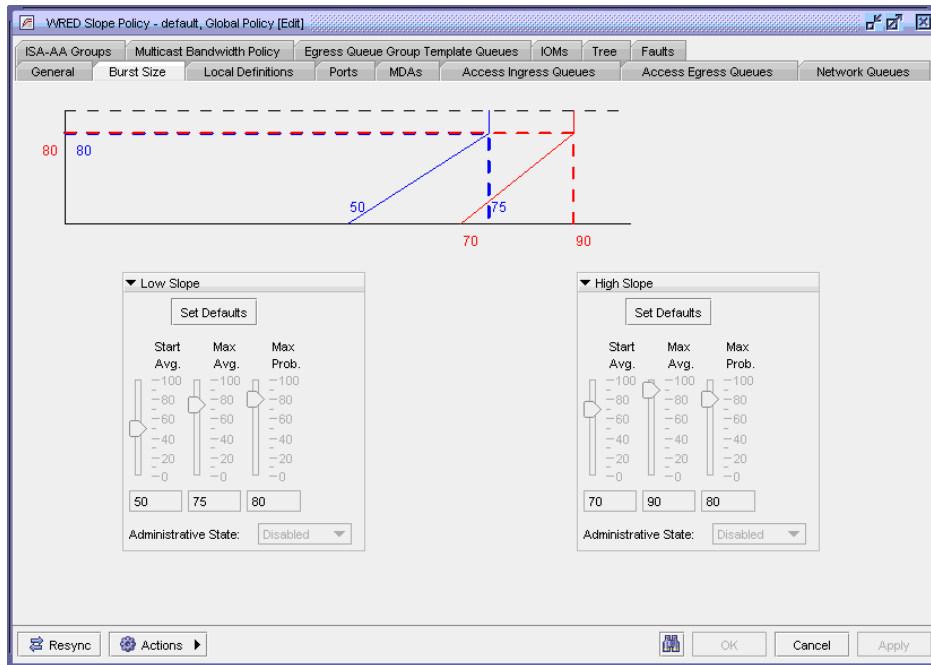 WRED Slope Policy - default, Global Policy [Edit]
ISA-AA Groups Multicast Bandwidth Policy Egress Queue Group Template Queues IOMs Tree Faults
General Burst Size Local Definitions Ports MDAs Access Ingress Queues Access Egress Queues Network Queues
80 80
50 75
70 90
Low Slope
Set Defaults
Start Max Max
Avg. Avg. Prob.
100 100 100
80 80 80
60 60 60
40 40 40
20 20 20
0 0 0
50 75 80
Administrative State: Disabled
High Slope
Set Defaults
Start Max Max
Avg. Avg. Prob.
100 100 100
80 80 80
60 60 60
40 40 40
20 20 20
0 0 0
70 90 80
Administrative State: Disabled
Resync Actions OK Cancel Apply